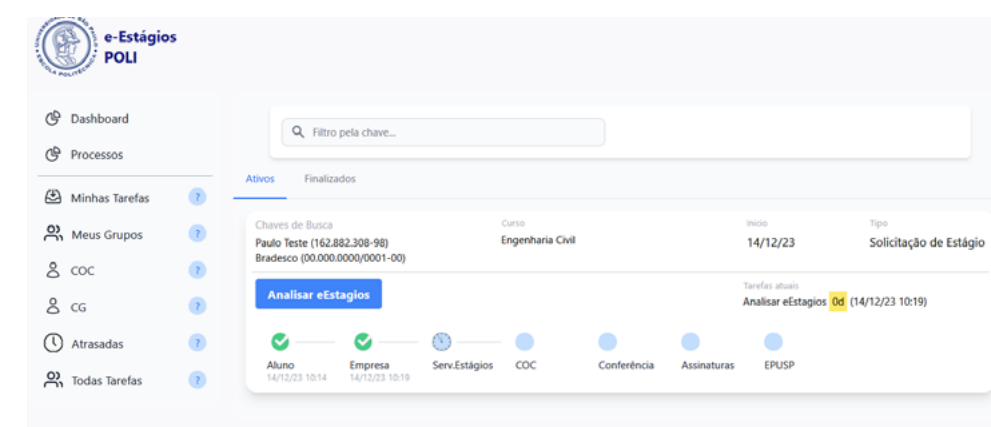 e-Estágios
POLI
Dashboard
Processos
Minhas Tarefas ?
Meus Grupos ?
COC ?
CG ?
Atrasadas ?
Todas Tarefas ?
Filtro pela chave...
Ativos Finalizados
Chaves de Busca
Paulo Teste (162.882.308-98)
Bradesco (00.000.0000/0001-00)
Curso
Engenharia Civil
Início
14/12/23
Tipo
Solicitação de Estágio
Analisar eEstagios
Tarefas atuais
Analisar eEstagios 0d (14/12/23 10:19)
Aluno
14/12/23 10:14
Empresa
14/12/23 10:19
Serv.Estágios
COC
Conferência
Assinaturas
EPUSP